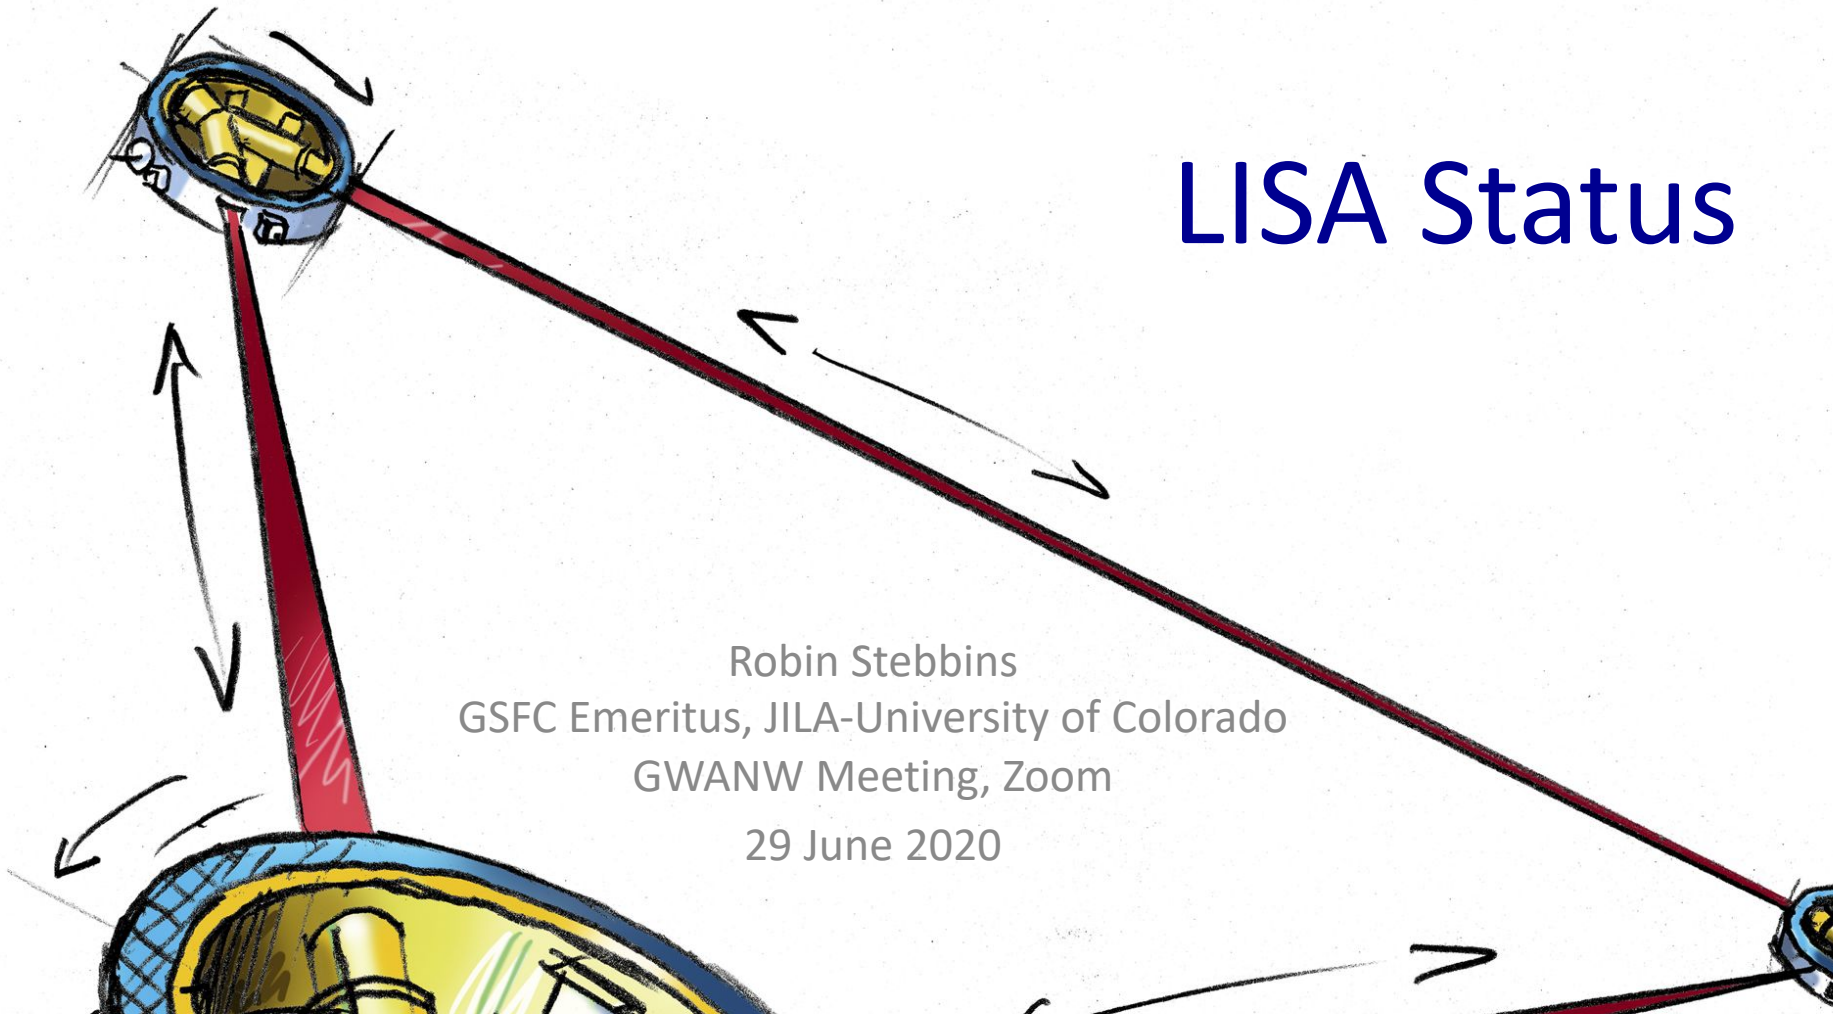 LISA Status
Robin Stebbins
GSFC Emeritus, JILA-University of Colorado
GWANW Meeting, Zoom
29 June 2020